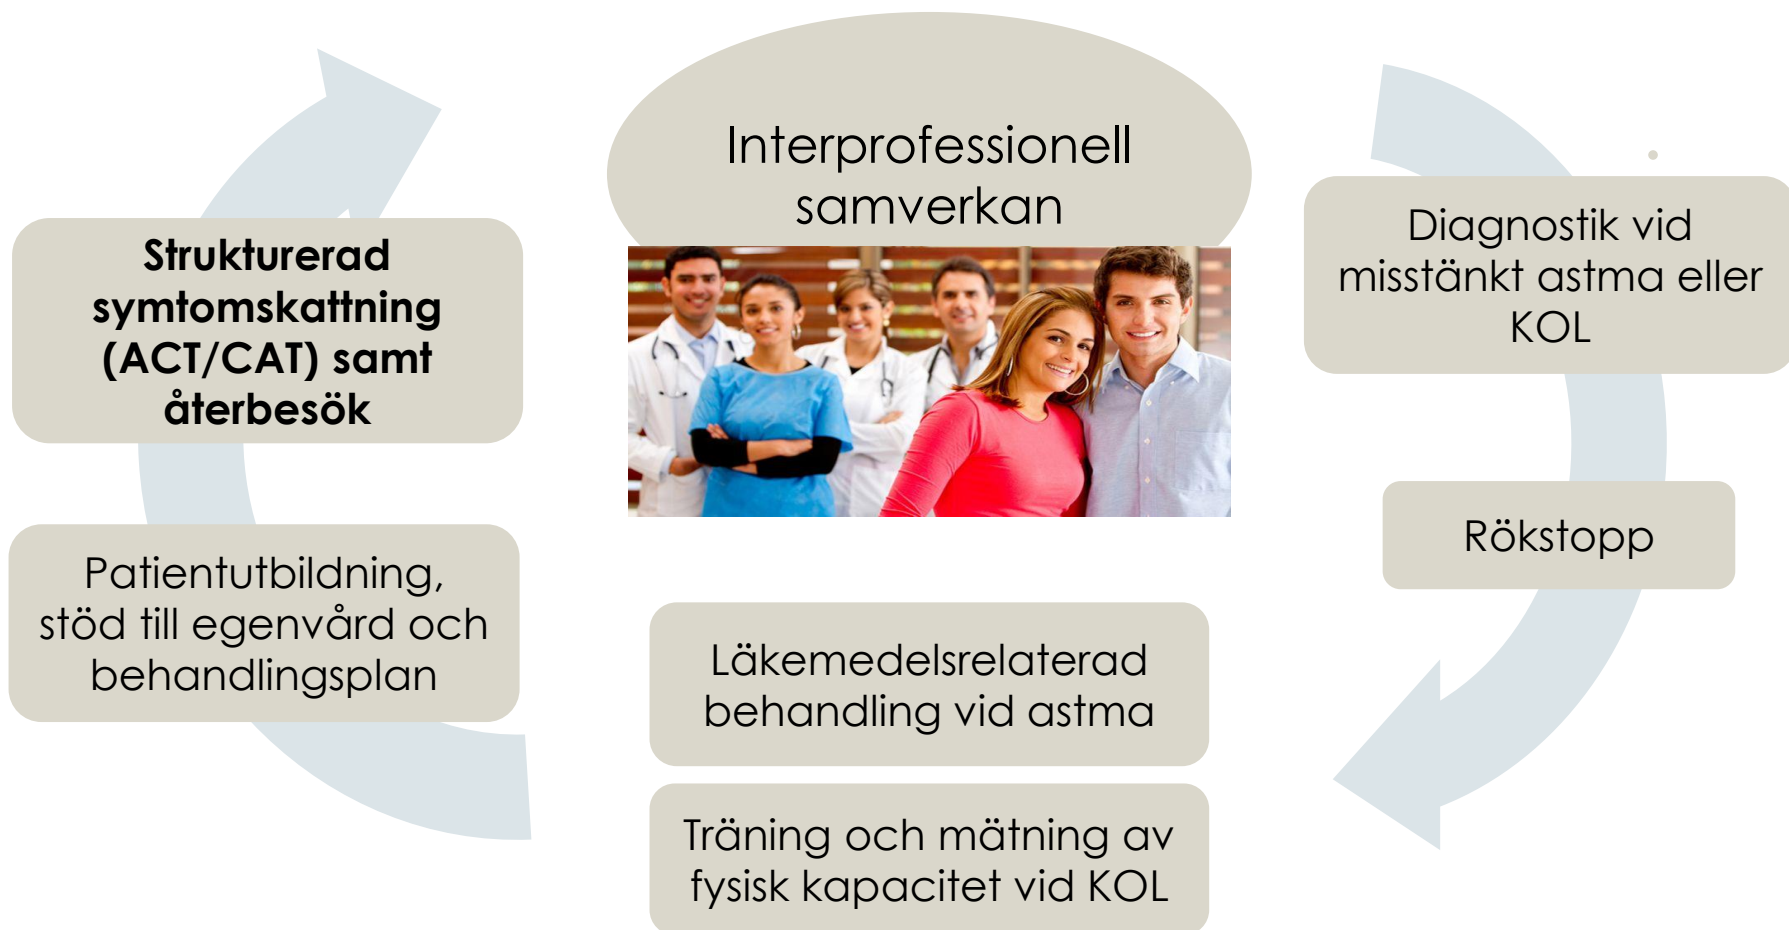 Interprofessionell
samverkan
Diagnostik vid
misstänkt astma eller
KOL
Rökstopp
Läkemedelsrelaterad
behandling vid astma
Träning och mätning av
fysisk kapacitet vid KOL
Patientutbildning,
stöd till egenvård och
behandlingsplan
Strukturerad
symtomskattning
(ACT/CAT) samt
återbesök